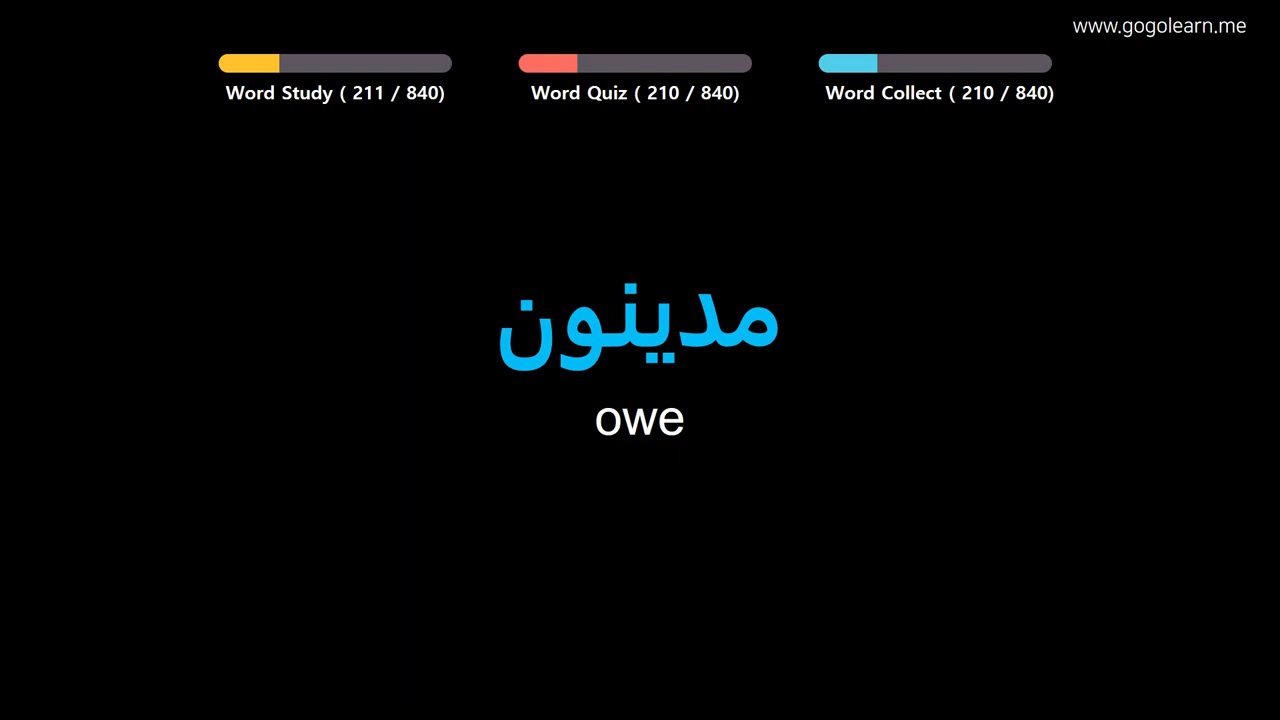 www.gogolearn.me
Word Study ( 211 / 840)
Word Quiz ( 210 / 840)
Word Collect ( 210 / 840)
مدينون
owe